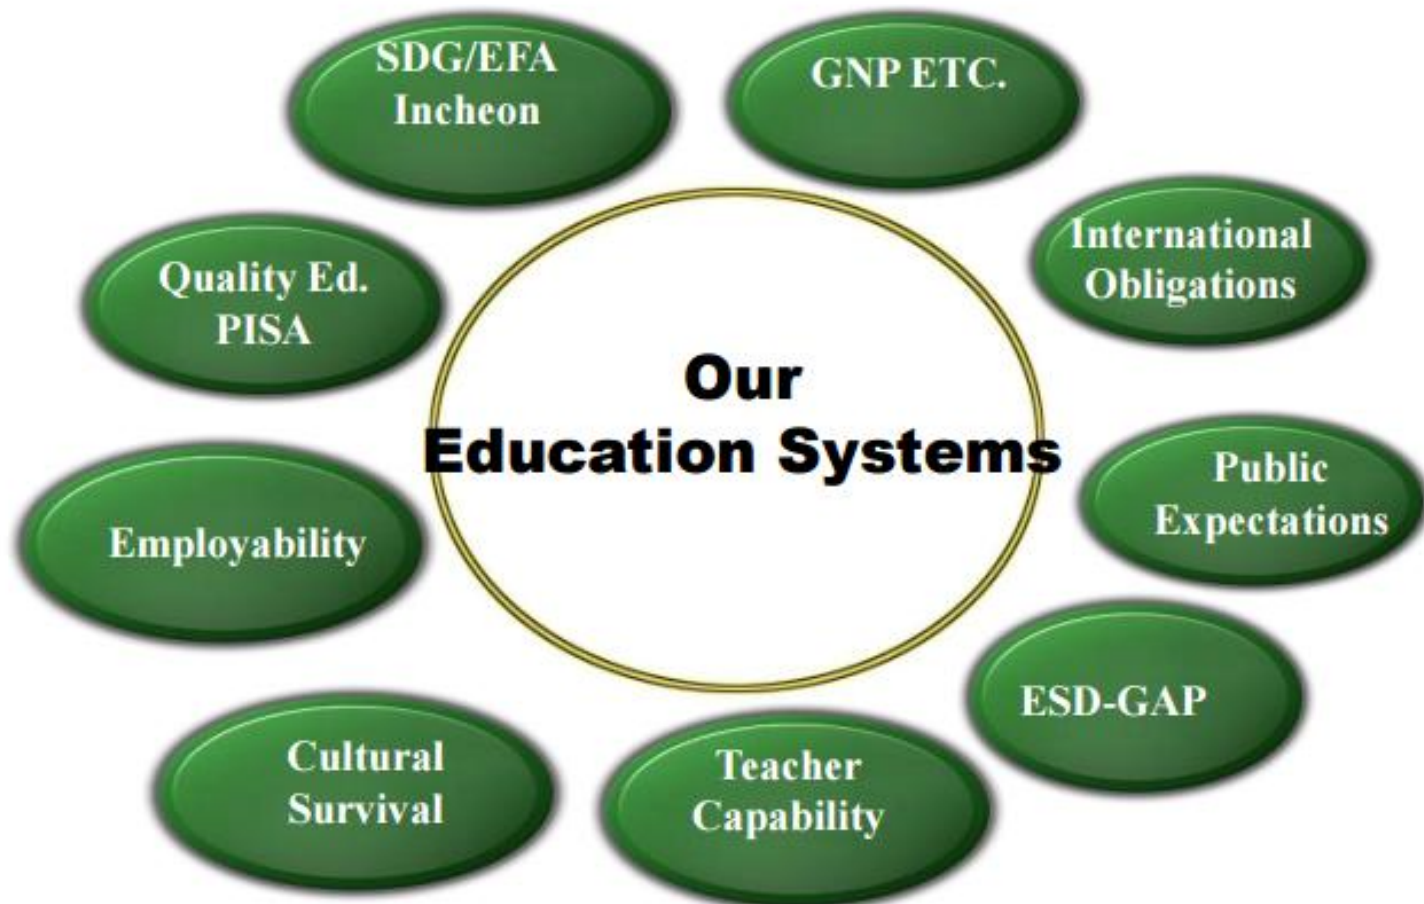 SDG/EFA
Incheon
GNP ETC.
International
Obligations
Quality Ed.
PISA
Our
Education Systems
Public
Expectations
Employability
ESD-GAP
Cultural
Survival
Teacher
Capability